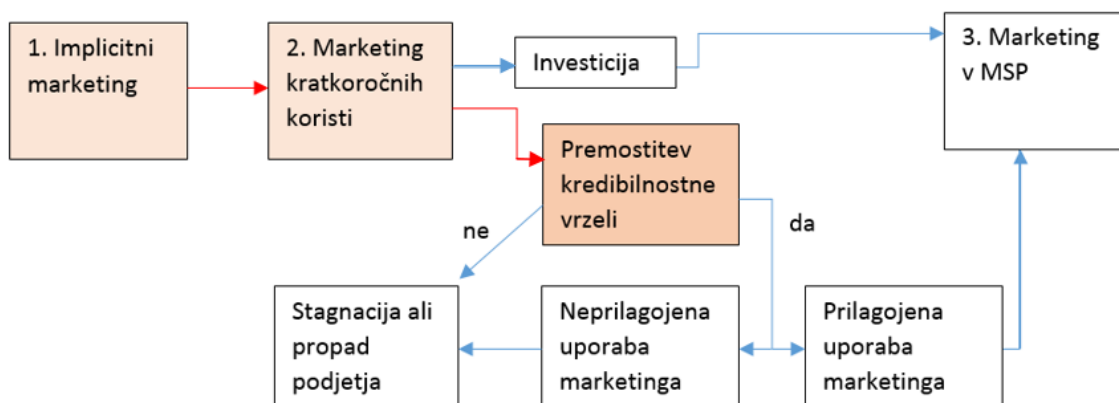 1. Implicitni
marketing
2. Marketing
kratkoročnih
koristi
Investicija
3. Marketing
v MSP
Premostitev
kredibilnostne
vrzeli
ne
da
Stagnacija ali
propad
podjetja
Neprilagojena
uporaba
marketinga
Prilagojena
uporaba
marketinga